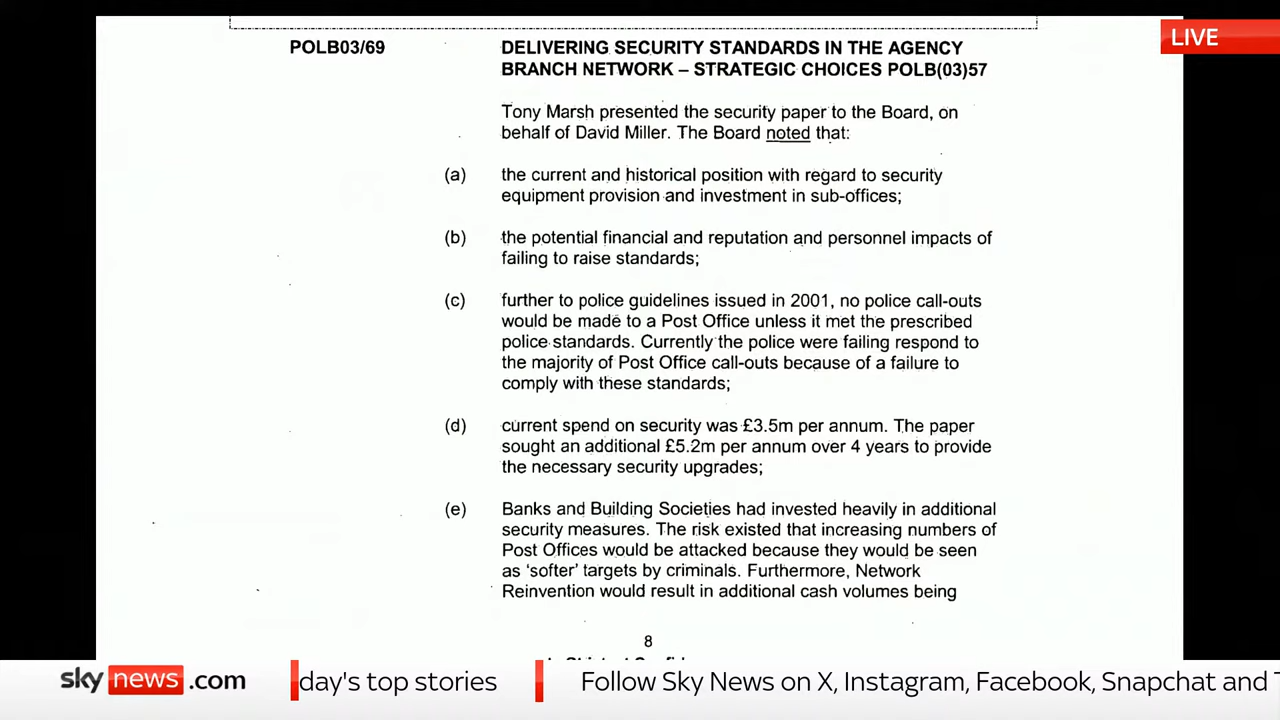 LIVE
POLB03/69
DELIVERING SECURITY STANDARDS IN THE AGENCY
BRANCH NETWORK – STRATEGIC CHOICES POLB(03)57
Tony Marsh presented the security paper to the Board, on
behalf of David Miller. The Board noted that:
(a) the current and historical position with regard to security
equipment provision and investment in sub-offices;
(b) the potential financial and reputation and personnel impacts of
failing to raise standards;
(c) further to police guidelines issued in 2001, no police call-outs
would be made to a Post Office unless it met the prescribed
police standards. Currently the police were failing respond to
the majority of Post Office call-outs because of a failure to
comply with these standards;
(d) current spend on security was £3.5m per annum. The paper
sought an additional £5.2m per annum over 4 years to provide
the necessary security upgrades;
(e) Banks and Building Societies had invested heavily in additional
security measures. The risk existed that increasing numbers of
Post Offices would be attacked because they would be seen
as 'softer' targets by criminals. Furthermore, Network
Reinvention would result in additional cash volumes being
8
sky news.com
day's top stories
Follow Sky News on X, Instagram, Facebook, Snapchat and T